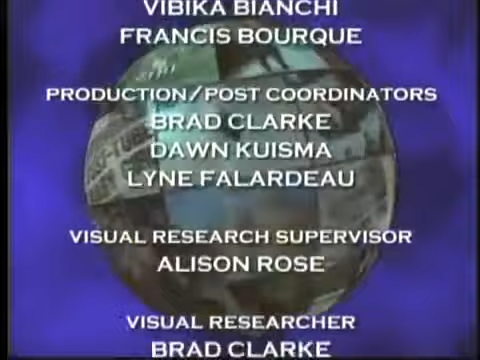 VIBIKA BIANCHI
FRANCIS BOURQUE
PRODUCTION/POST COORDINATORS
BRAD CLARKE
DAWN KUISMA
LYNE FALARDEAU
VISUAL RESEARCH SUPERVISOR
ALISON ROSE
VISUAL RESEARCHER
BRAD CLARKE